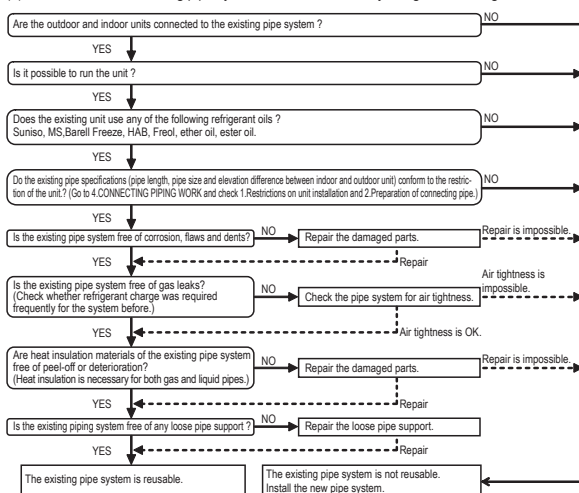 Are the outdoor and indoor units connected to the existing pipe system ?
NO
YES
Is it possible to run the unit ?
NO
YES
Does the existing unit use any of the following refrigerant oils ?
Suniso, MS,Barell Freeze, HAB, Freol, ether oil, ester oil.
NO
YES
Do the existing pipe specifications (pipe length, pipe size and elevation difference between indoor and outdoor unit) conform to the restric-
tion of the unit.? (Go to 4.CONNECTING PIPING WORK and check 1.Restrictions on unit installation and 2.Preparation of connecting pipe.)
NO
YES
Is the existing pipe system free of corrosion, flaws and dents?
NO
Repair the damaged parts.
Repair is impossible.
YES
Repair
Is the existing pipe system free of gas leaks?
(Check whether refrigerant charge was required
frequently for the system before.)
NO
Check the pipe system for air tightness.
Air tightness is
impossible.
YES
Air tightness is OK.
Are heat insulation materials of the existing pipe system
free of peel-off or deterioration?
(Heat insulation is necessary for both gas and liquid pipes.)
NO
Repair the damaged parts.
Repair is impossible.
YES
Repair
Is the existing piping system free of any loose pipe support ?
NO
Repair the loose pipe support.
YES
Repair
The existing pipe system is reusable.
The existing pipe system is not reusable.
Install the new pipe system.